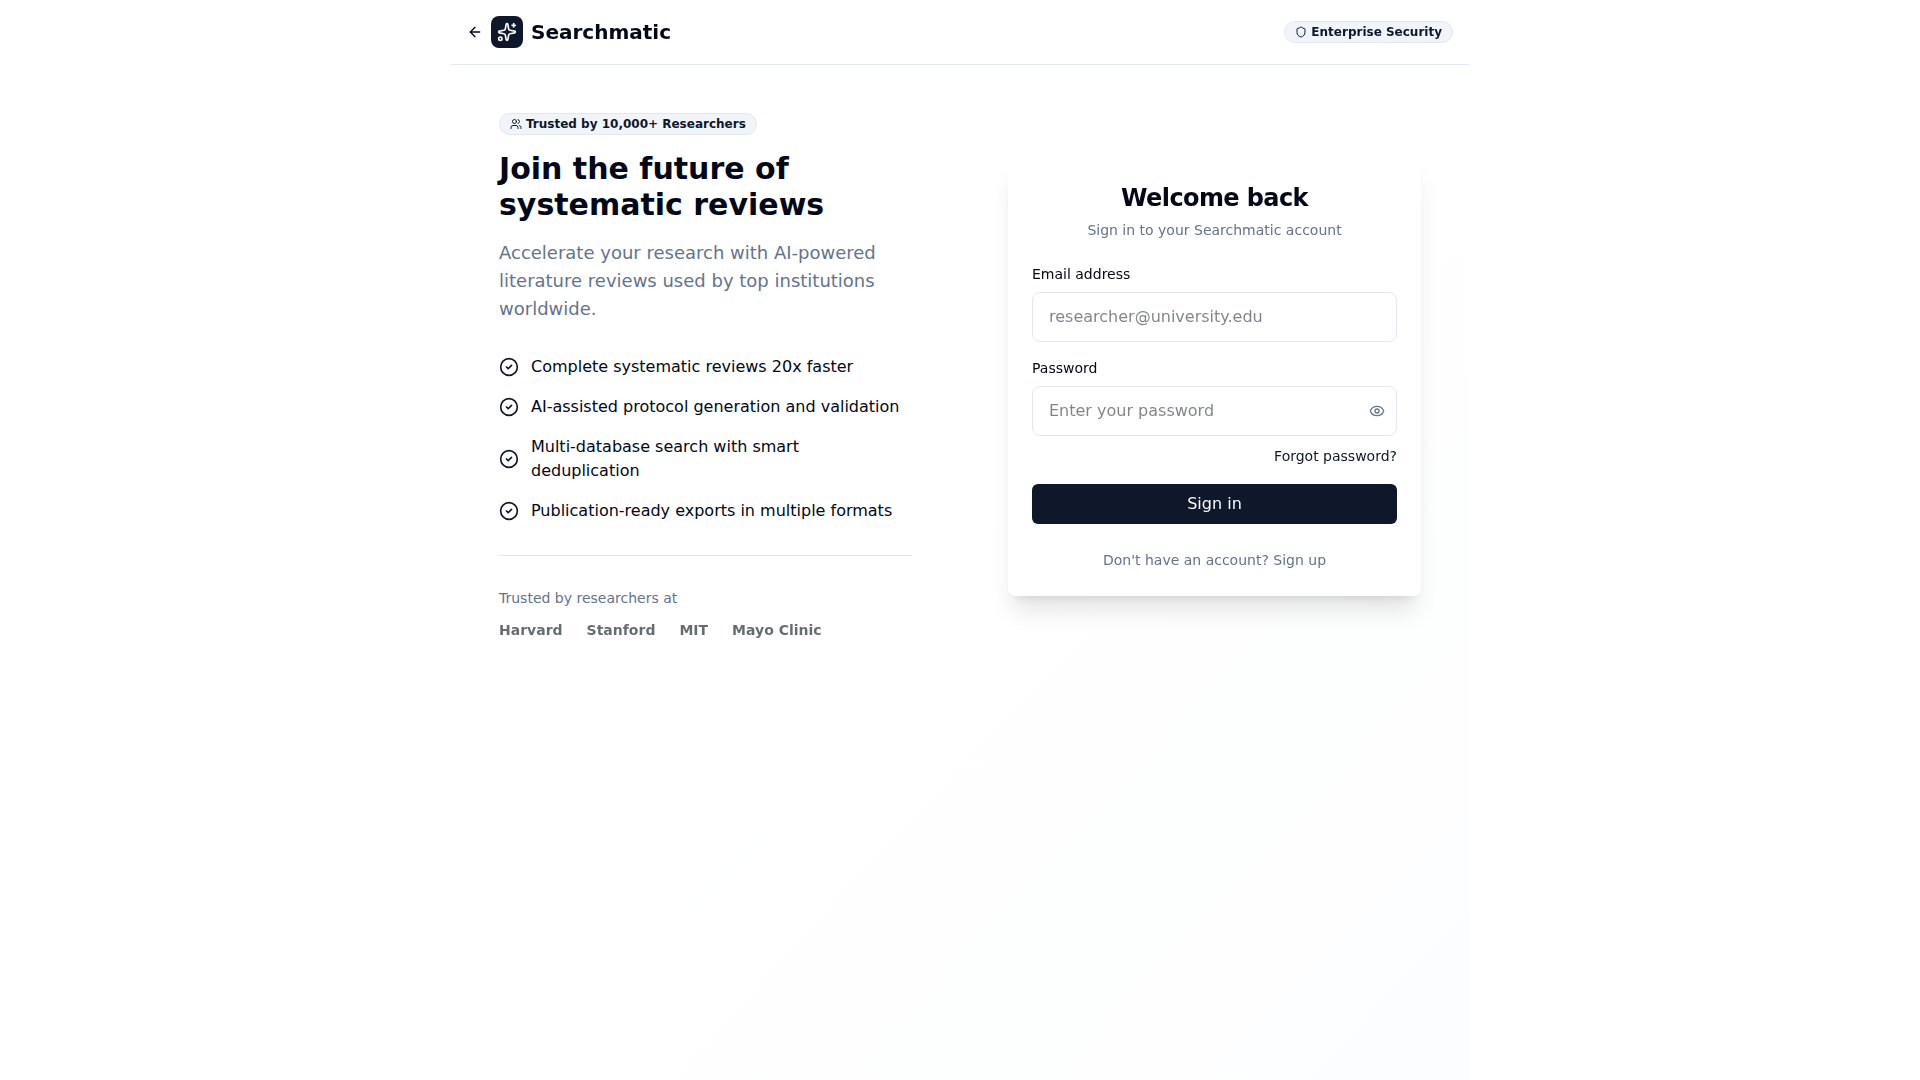 Searchmatic
Enterprise Security
Trusted by 10,000+ Researchers
Join the future of
systematic reviews
Accelerate your research with AI-powered
literature reviews used by top institutions
worldwide.
Complete systematic reviews 20x faster
AI-assisted protocol generation and validation
Multi-database search with smart
deduplication
Publication-ready exports in multiple formats
Trusted by researchers at
Harvard Stanford MIT Mayo Clinic
Welcome back
Sign in to your Searchmatic account
Email address
researcher@university.edu
Password
Enter your password
Forgot password?
Sign in
Don't have an account? Sign up